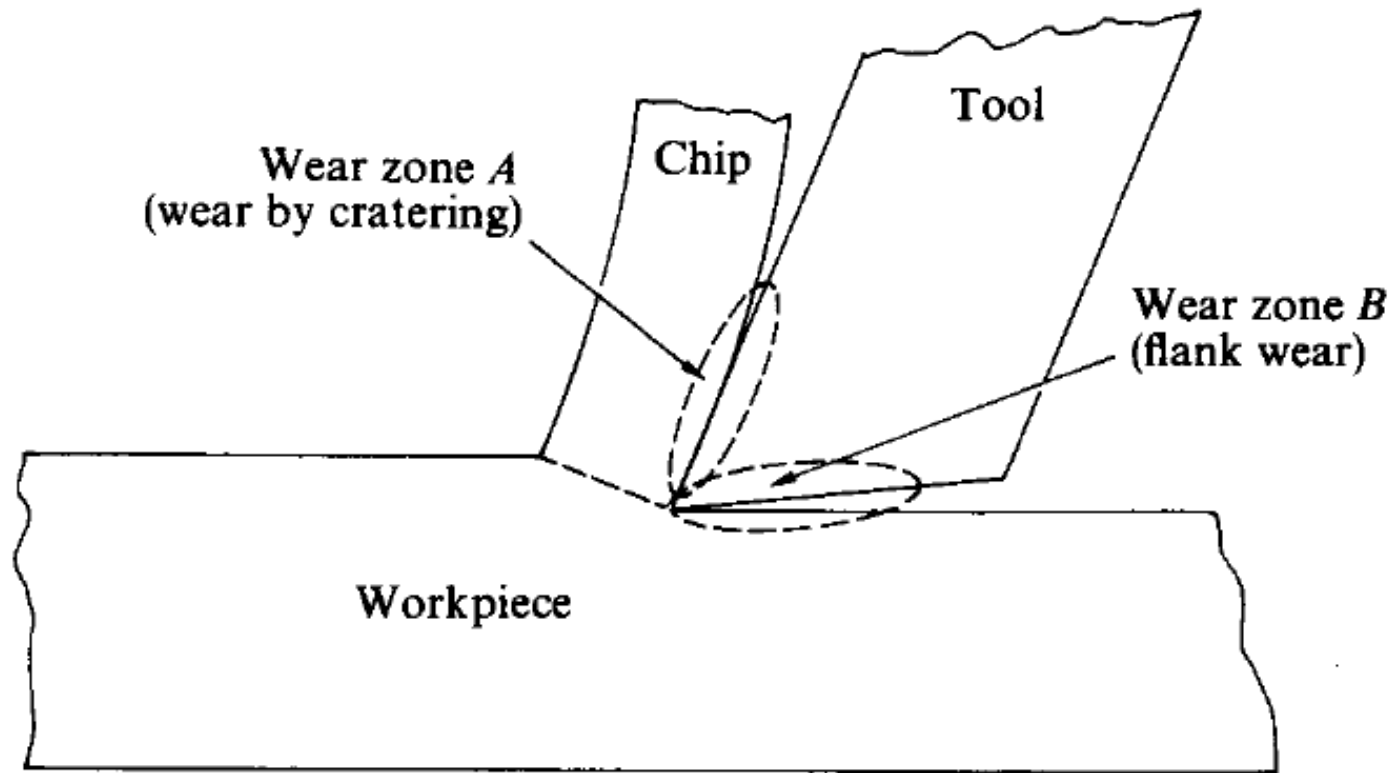 Tool
Chip
Wear zone A
(wear by cratering)
Wear zone B
(flank wear)
Workpiece